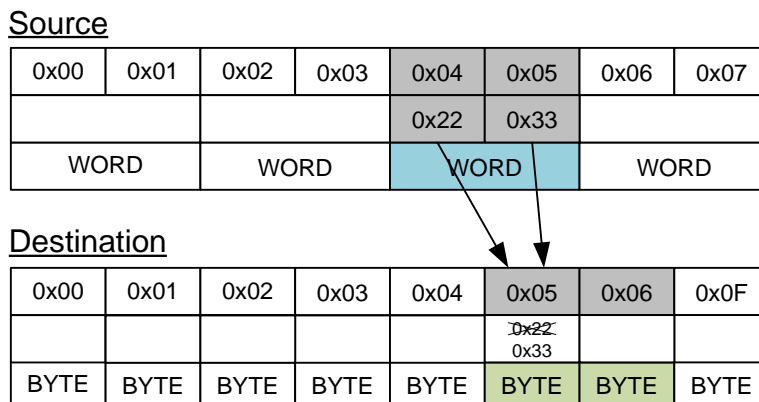 Source
0x00 0x01 0x02 0x03 0x04 0x05 0x06 0x07
0x22 0x33
WORD WORD WORD WORD
Destination
0x00 0x01 0x02 0x03 0x04 0x05 0x06 0x0F
0x22
0x33
BYTE BYTE BYTE BYTE BYTE BYTE BYTE BYTE